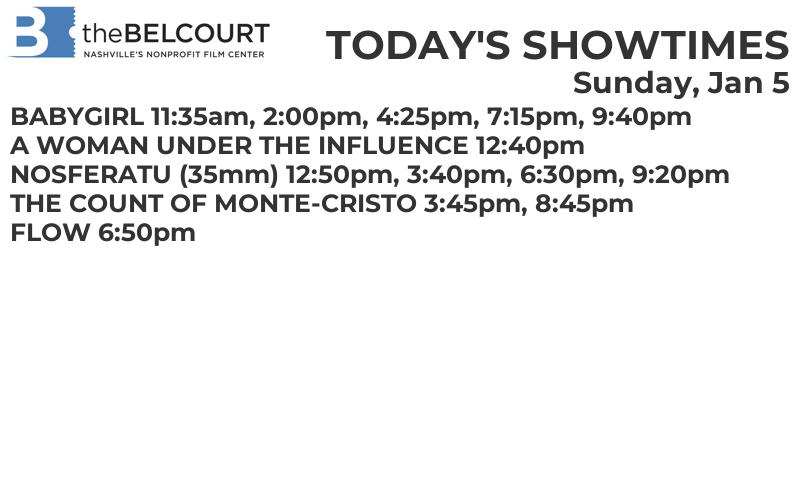 B theBELCOURT
NASHVILLE'S NONPROFIT FILM CENTER
TODAY'S SHOWTIMES
Sunday, Jan 5
BABYGIRL 11:35am, 2:00pm, 4:25pm, 7:15pm, 9:40pm
A WOMAN UNDER THE INFLUENCE 12:40pm
NOSFERATU (35mm) 12:50pm, 3:40pm, 6:30pm, 9:20pm
THE COUNT OF MONTE-CRISTO 3:45pm, 8:45pm
FLOW 6:50pm